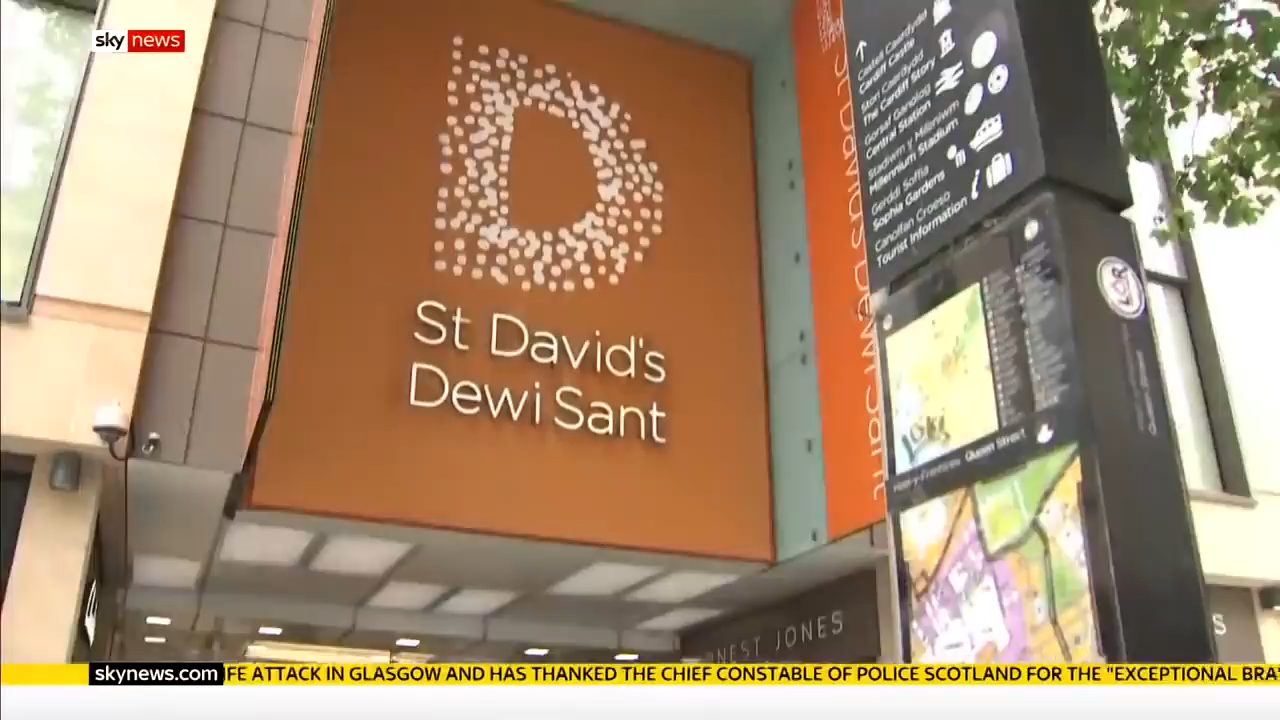 sky news
D
St David's
Dewi Sant
St David's Dewi Sant
Castell Caerdydd
Cardiff Castle
Stori Caerdydd
The Cardiff Story
Gorsaf Ganolog
Central Station
Stadiwm y Mileniwm
Millennium Stadium
Gerddi Soffia
Sophia Gardens
Canolfan Croeso
Tourist Information
Queen Street
NEST JONES
S
skynews.com
FE ATTACK IN GLASGOW AND HAS THANKED THE CHIEF CONSTABLE OF POLICE SCOTLAND FOR THE "EXCEPTIONAL BRA